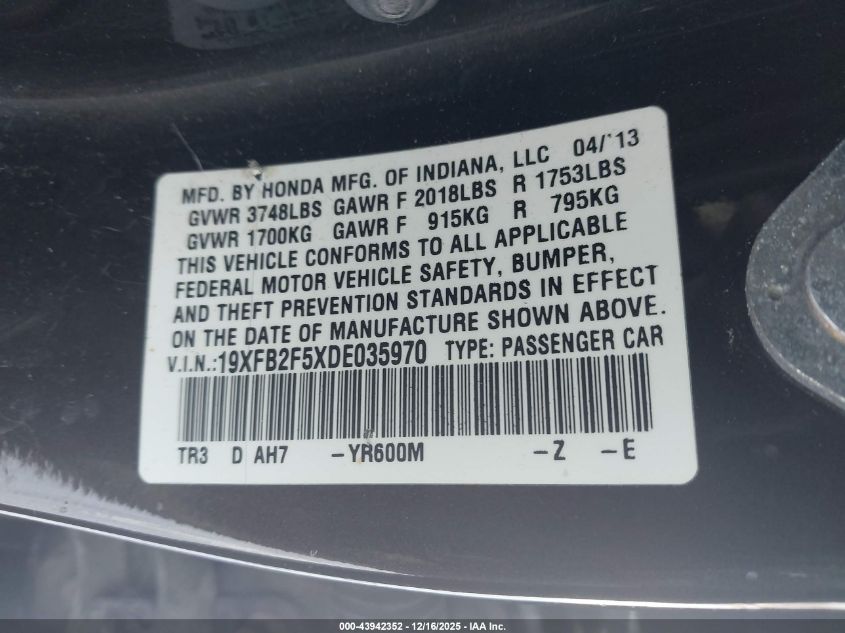 MFD. BY HONDA MFG. OF INDIANA, LLC 04/'13
GVWR 3748LBS GAWR F 2018LBS R 1753LBS
GVWR 1700KG GAWR F 915KG R 795KG
THIS VEHICLE CONFORMS TO ALL APPLICABLE
FEDERAL MOTOR VEHICLE SAFETY, BUMPER,
AND THEFT PREVENTION STANDARDS IN EFFECT
ON THE DATE OF MANUFACTURE SHOWN ABOVE.
V.I.N.:19XFB2F5XDE035970 TYPE: PASSENGER CAR
TR3 D AH7 -YR600M -Z -E
000-43942352 - 12/16/2025 - IAA Inc.